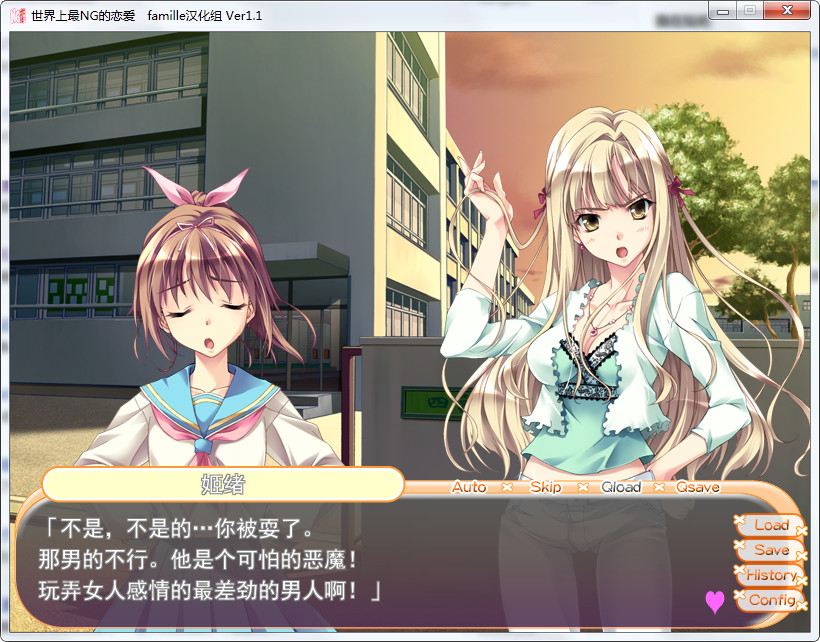 世界上最NG的恋爱 famille汉化组 Ver1.1
姬绪
Auto Skip Qload Qsave
「不是，不是的…你被耍了。
那男的不行。他是个可怕的恶魔！
玩弄女人感情的最差劲的男人啊！」
Load
Save
History
Config